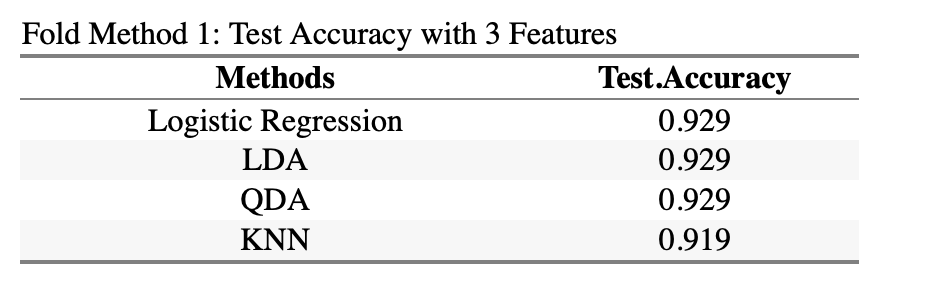 Fold Method 1: Test Accuracy with 3 Features
Methods Test.Accuracy
Logistic Regression 0.929
LDA 0.929
QDA 0.929
KNN 0.919